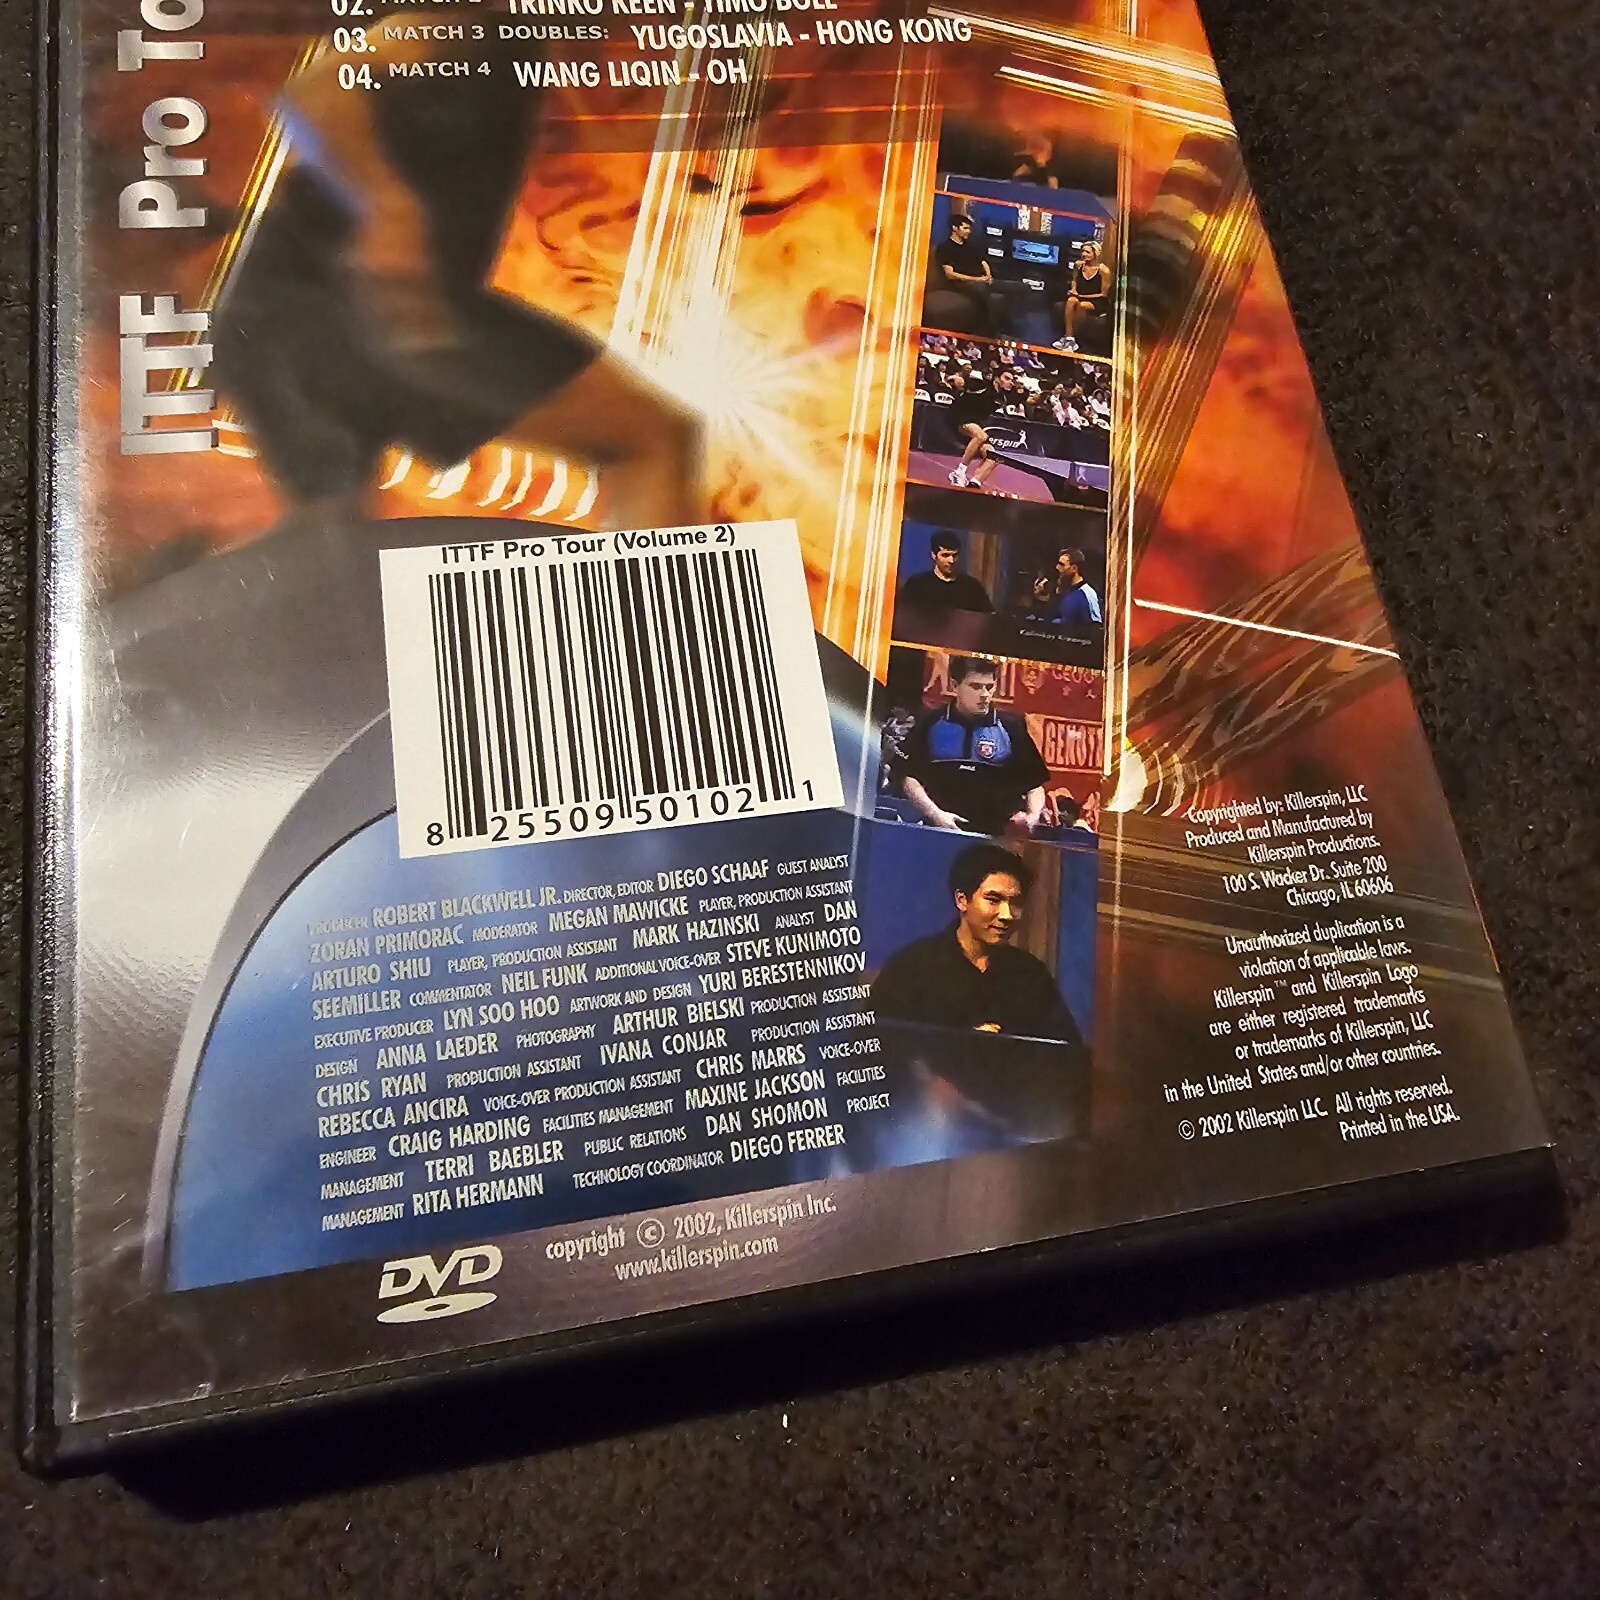 02. MATCH 2 TRINKO KEEN - TIMO BOLL
03. MATCH 3 DOUBLES: YUGOSLAVIA - HONG KONG
04. MATCH 4 WANG LIQIN - OH
ITTF Pro To
ITTF Pro Tour (Volume 2)
8 25509 50102 1
PRODUCER ROBERT BLACKWELL JR. DIRECTOR, EDITOR DIEGO SCHAAF GUEST ANALYST
ZORAN PRIMORAC MODERATOR MEGAN MAWICKE PLAYER, PRODUCTION ASSISTANT
ARTURO SHIU PLAYER, PRODUCTION ASSISTANT MARK HAZINSKI ANALYST DAN
SEEMILLER COMMENTATOR NEIL FUNK ADDITIONAL VOICE-OVER STEVE KUNIMOTO
EXECUTIVE PRODUCER LYN SOO HOO ARTWORK AND DESIGN YURI BERESTENNIKOV
DESIGN ANNA LAEDER PHOTOGRAPHY ARTHUR BIELSKI PRODUCTION ASSISTANT
CHRIS RYAN PRODUCTION ASSISTANT IVANA CONJAR PRODUCTION ASSISTANT
REBECCA ANCIRA VOICE-OVER PRODUCTION ASSISTANT CHRIS MARRS VOICE-OVER
ENGINEER CRAIG HARDING FACILITIES MANAGEMENT MAXINE JACKSON FACILITIES
MANAGEMENT TERRI BAEBLER PUBLIC RELATIONS DAN SHOMON PROJECT
MANAGEMENT RITA HERMANN TECHNOLOGY COORDINATOR DIEGO FERRER
DVD
copyright © 2002, Killerspin Inc.
www.killerspin.com
Copyrighted by: Killerspin, LLC
Produced and Manufactured by
Killerspin Productions.
100 S. Wacker Dr. Suite 200
Chicago, IL 60606
Unauthorized duplication is a
violation of applicable laws.
Killerspin™ and Killerspin Logo
are either registered trademarks
or trademarks of Killerspin, LLC
in the United States and/or other countries.
© 2002 Killerspin LLC. All rights reserved.
Printed in the USA.